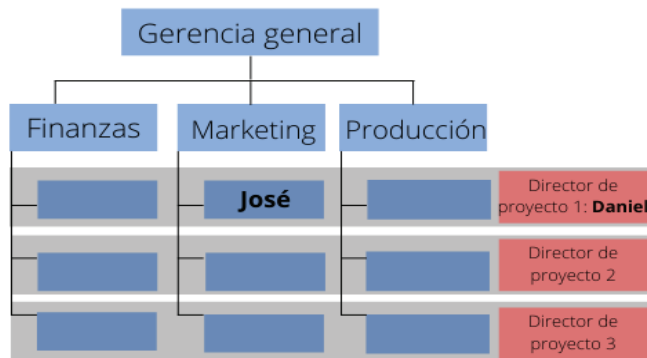 Gerencia general
Finanzas
Marketing
Producción
José
Director de
proyecto 1: Daniel
Director de
proyecto 2
Director de
proyecto 3